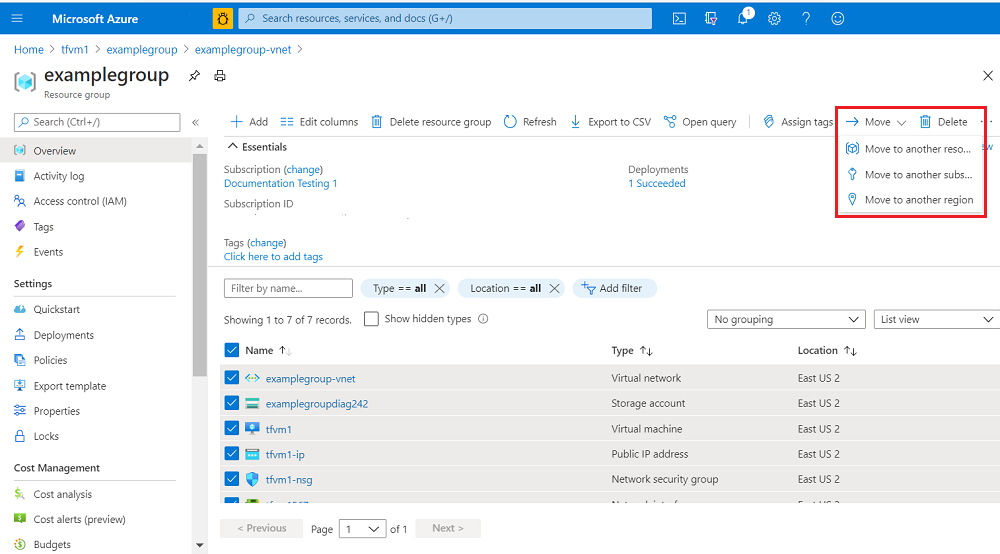 Microsoft Azure
Search resources, services, and docs (G+/)
1
Home > tfvm1 > examplegroup > examplegroup-vnet >
examplegroup
Resource group
Search (Ctrl+/)
Overview
Activity log
Access control (IAM)
Tags
Events
Settings
Quickstart
Deployments
Policies
Export template
Properties
Locks
Cost Management
Cost analysis
Cost alerts (preview)
Budgets
Add Edit columns Delete resource group Refresh Export to CSV Open query Assign tags Move Delete ...
Move to another reso...
Move to another subs...
Move to another region
Essentials
Subscription (change)
Documentation Testing 1
Subscription ID
Deployments
1 Succeeded
Tags (change)
Click here to add tags
Filter by name... Type == all Location == all Add filter
Showing 1 to 7 of 7 records. Show hidden types No grouping List view
Name Type Location
examplegroup-vnet Virtual network East US 2
examplegroupdiag242 Storage account East US 2
tfvm1 Virtual machine East US 2
tfvm1-ip Public IP address East US 2
tfvm1-nsg Network security group East US 2
< Previous Page 1 of 1 Next >